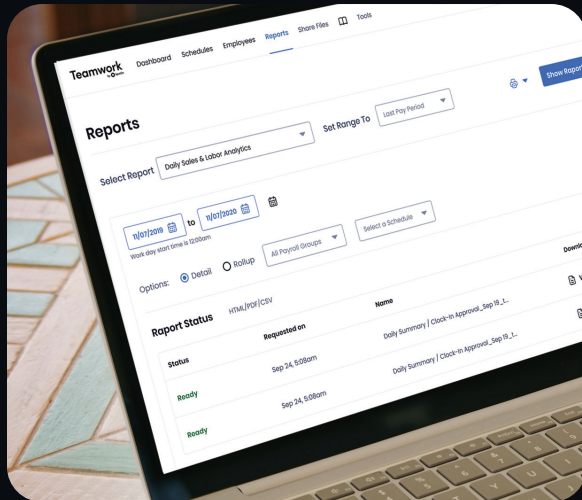 Teamwork
Dashboard Schedules Employees Reports Share Files Tools
Reports
Select Report Daily Sales & Labor Analytics Set Range To Last Pay Period Show Raport
11/07/2019 to 11/07/2020
Work day start time is 12:00am
Options: Detail Rollup All Payroll Groups Select a Schedule
Raport Status HTML/PDF/CSV
Status Requested on Name
Ready Sep 24, 5:08am Daily Summary / Clock-In Approval_Sep 19_t...
Ready Sep 24, 5:08am Daily Summary / Clock-In Approval_Sep 19_t...